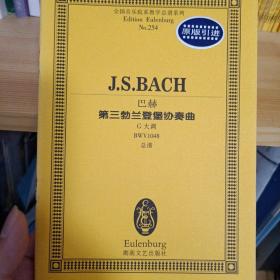 全国音乐院系教学总谱系列
Edition Eulenburg
No.254
原版引进
J.S.BACH
巴赫
第三勃兰登堡协奏曲
G大调
BWV1048
总谱
Eulenburg
湖南文艺出版社